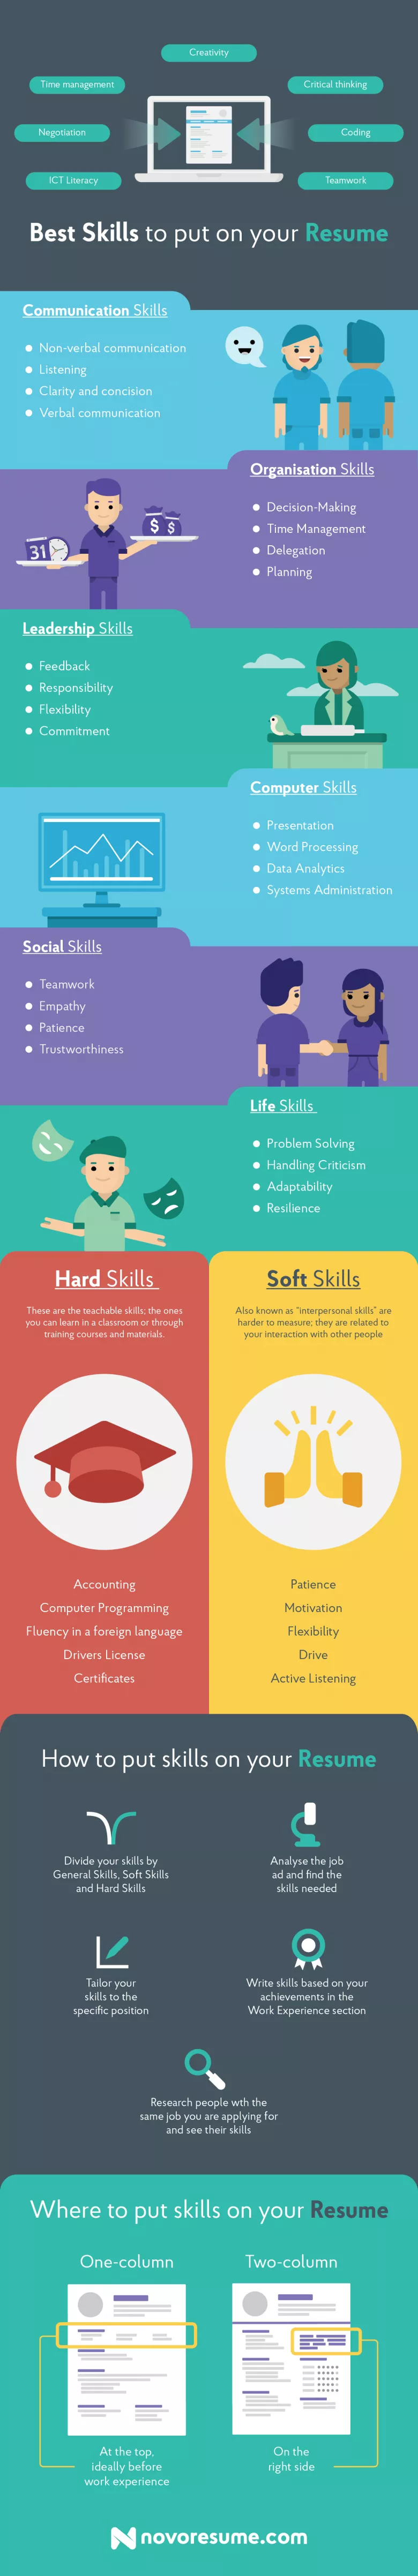 Creativity
Time management
Critical thinking
Negotiation
Coding
ICT Literacy
Teamwork
Best Skills to put on your Resume
Communication Skills
Non-verbal communication
Listening
Clarity and concision
Verbal communication
Organisation Skills
Decision-Making
Time Management
Delegation
Planning
31
$ $
Leadership Skills
Feedback
Responsibility
Flexibility
Commitment
Computer Skills
Presentation
Word Processing
Data Analytics
Systems Administration
Social Skills
Teamwork
Empathy
Patience
Trustworthiness
Life Skills
Problem Solving
Handling Criticism
Adaptability
Resilience
Hard Skills
These are the teachable skills; the ones
you can learn in a classroom or through
training courses and materials.
Accounting
Computer Programming
Fluency in a foreign language
Drivers License
Certificates
Soft Skills
Also known as "interpersonal skills" are
harder to measure; they are related to
your interaction with other people
Patience
Motivation
Flexibility
Drive
Active Listening
How to put skills on your Resume
Divide your skills by
General Skills, Soft Skills
and Hard Skills
Analyse the job
ad and find the
skills needed
Tailor your
skills to the
specific position
Write skills based on your
achievements in the
Work Experience section
Research people wth the
same job you are applying for
and see their skills
Where to put skills on your Resume
One-column
At the top,
ideally before
work experience
Two-column
On the
right side
novoresume.com